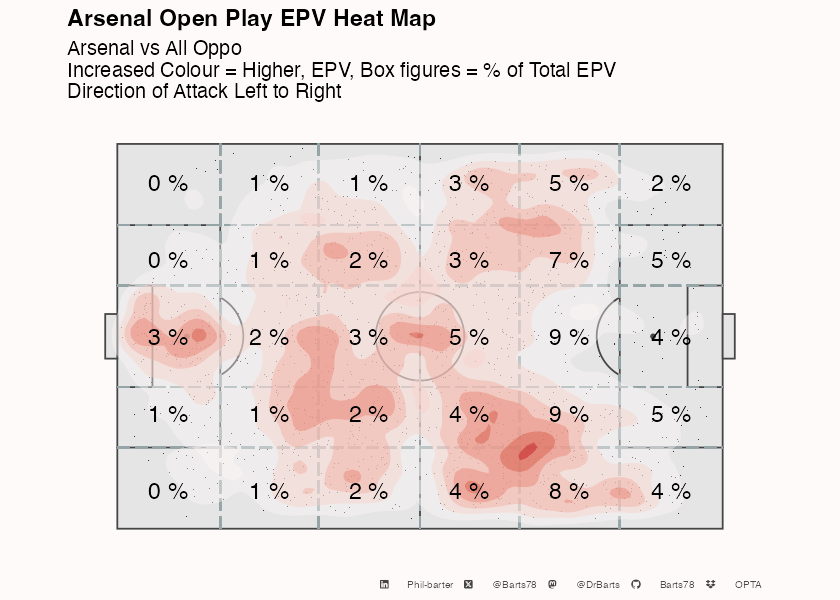 Arsenal Open Play EPV Heat Map
Arsenal vs All Oppo
Increased Colour = Higher, EPV, Box figures = % of Total EPV
Direction of Attack Left to Right
0 % 1 % 1 % 3 % 5 % 2 %
0 % 1 % 2 % 3 % 7 % 5 %
3 % 2 % 3 % 5 % 9 % 4 %
1 % 1 % 2 % 4 % 9 % 5 %
0 % 1 % 2 % 4 % 8 % 4 %
Phil-barter @Barts78 @DrBarts Barts78 OPTA